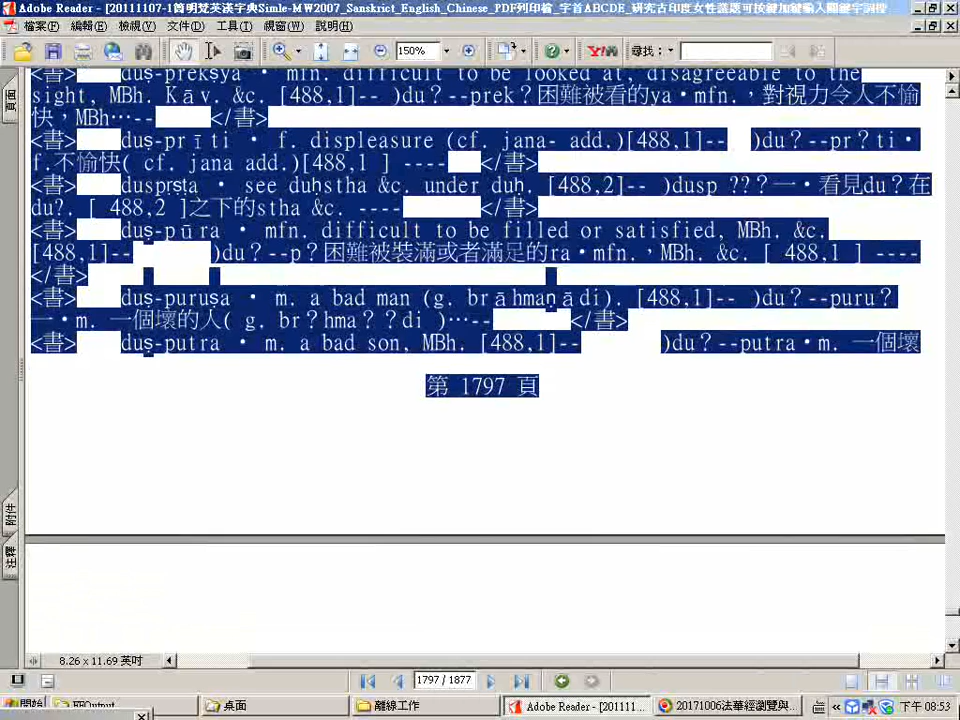 Adobe Reader - [20111107-1簡明梵英漢字典Simle-MW2007_Sanskrict_English_Chinese_PDF列印檔_字首ABCDE_研究古印度女性議題可按鍵加鍵輸入關鍵字詞搜
檔案(F) 編輯(E) 檢視(V) 文件(D) 工具(T) 視窗(W) 說明(H)
150% 尋找：
頁面
<書> duṣ-prekṣya • mfn. difficult to be looked at, disagreeable to the
sight, MBh. Kāv. &c. [488,1]-- )du？--prek？困難被看的ya•mfn.，對視力令人不愉
快，MBh…-- </書>
<書> duṣ-prīti • f. displeasure (cf. jana- add.)[488,1]-- )du？--pr？ti•
f.不愉快( cf. jana add.)[488,1 ] ---- </書>
<書> duspṛṣṭa • see duḥstha &c. under duḥ. [488,2]-- )dusp ??？一•看見du？在
du?. [ 488,2 ]之下的stha &c. ---- </書>
<書> duṣ-pūra • mfn. difficult to be filled or satisfied, MBh. &c.
[488,1]-- )du？--p？困難被裝滿或者滿足的ra•mfn.，MBh. &c. [ 488,1 ] ----
</書>
<書> duṣ-puruṣa • m. a bad man (g. brāhmaṇādi). [488,1]-- )du？--puru？
一•m. 一個壞的人( g. br？hma？？di )…-- </書>
<書> duṣ-putra • m. a bad son, MBh. [488,1]-- )du？--putra•m. 一個壞
第 1797 頁
附件
注釋
8.26 x 11.69 英吋
1797 / 1877
開始 FFOutput 桌面 離線工作 Adobe Reader - [201111... 20171006法華經瀏覽與... 下午 08:53